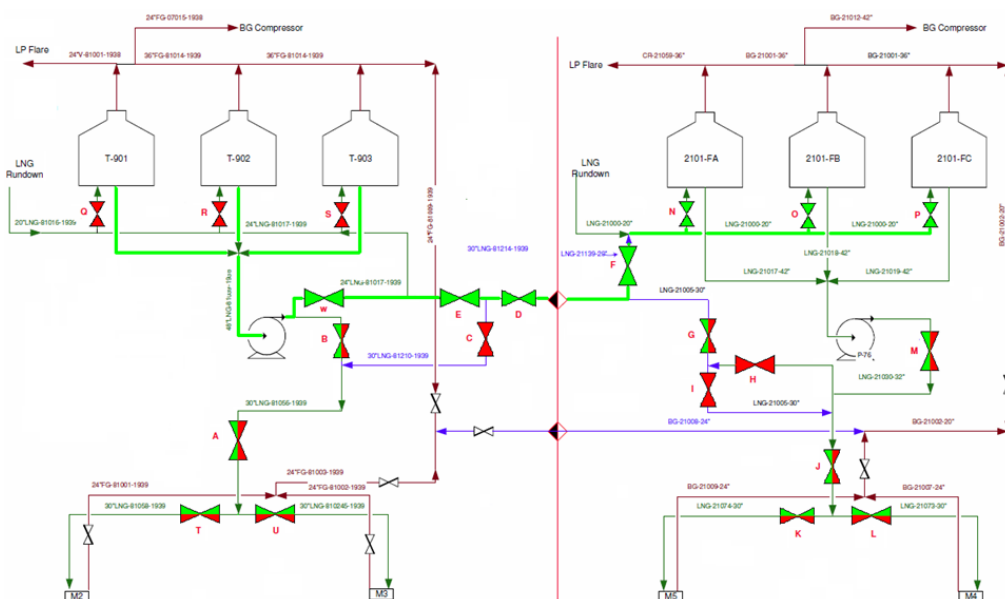 24"FG-07015-1938
BG Compressor
BG-21012-42"
BG Compressor
LP Flare
24"V-81001-1938
36"FG-81014-1939
36"FG-81014-1939
LP Flare
CR-21059-36"
BG-21001-36"
BG-21001-36"
T-901
T-902
T-903
2101-FA
2101-FB
2101-FC
LNG
Rundown
LNG
Rundown
Q
R
S
N
O
P
24"FG-81009-1939
BG-21002-20"
24"LNG-81017-1939
LNG-21000-20"
LNG-21000-20"
LNG-21000-20"
30"LNG-81214-1939
F
LNG-21018-42"
LNG-21017-42"
LNG-21019-42"
w
E
D
LNG-21005-30"
B
C
G
P-76
M
30"LNG-81210-1939
H
I
LNG-21030-32"
30"LNG-81056-1939
LNG-21005-30"
A
BG-21008-24"
BG-21002-20"
J
24"FG-81003-1939
24"FG-81001-1939
24"FG-81002-1939
BG-21009-24"
BG-21007-24"
30"LNG-81058-1939
30"LNG-810245-1939
LNG-21074-30"
LNG-21073-30"
T
U
K
L
M2
M3
M5
M4